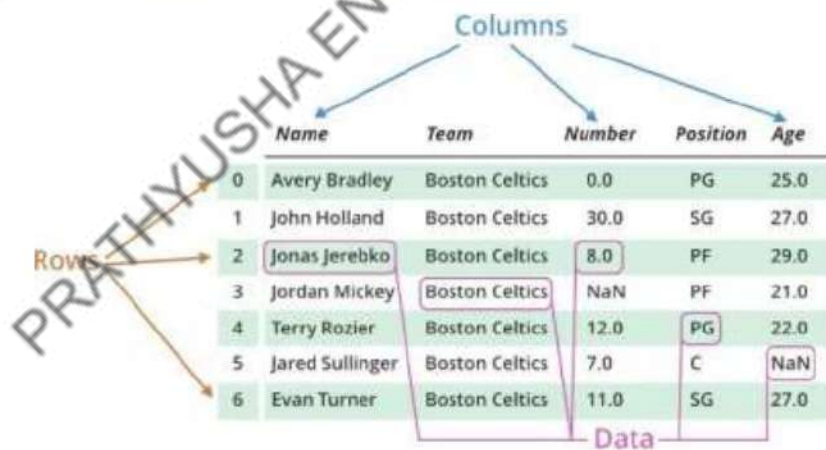 PRATHYUSHA EN
Columns
Name Team Number Position Age
0 Avery Bradley Boston Celtics 0.0 PG 25.0
1 John Holland Boston Celtics 30.0 SG 27.0
Rows
2 Jonas Jerebko Boston Celtics 8.0 PF 29.0
3 Jordan Mickey Boston Celtics NaN PF 21.0
4 Terry Rozier Boston Celtics 12.0 PG 22.0
5 Jared Sullinger Boston Celtics 7.0 C NaN
6 Evan Turner Boston Celtics 11.0 SG 27.0
Data